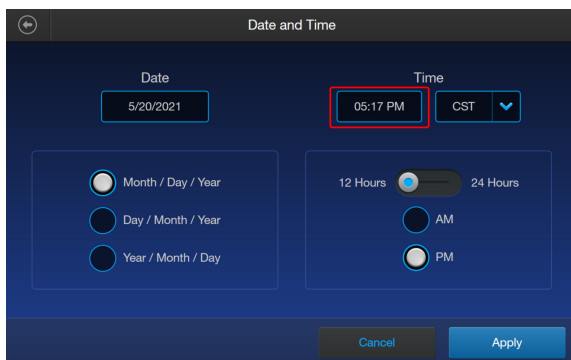 Date and Time
Date
5/20/2021
Time
05:17 PM
CST
Month / Day / Year
Day / Month / Year
Year / Month / Day
12 Hours
24 Hours
AM
PM
Cancel
Apply